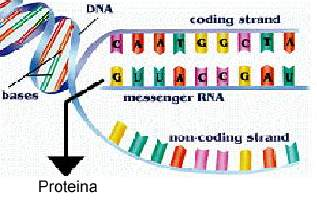 DNA
coding strand
C A A T G G C T A
G U U A C C G A U
bases
messenger RNA
non-coding strand
Proteina